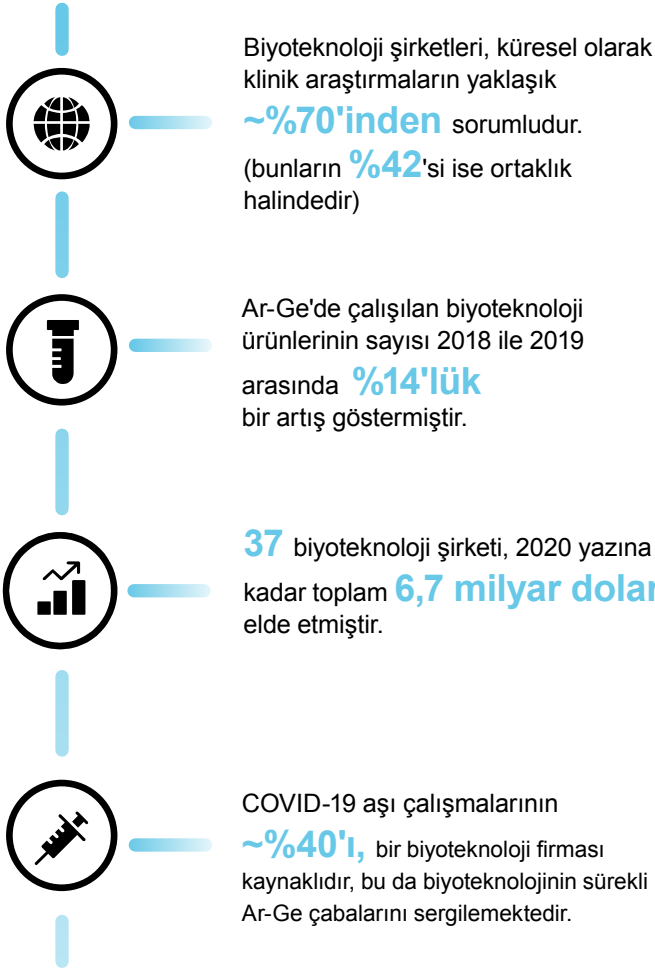 Biyoteknoloji şirketleri, küresel olarak
klinik araştırmaların yaklaşık
~%70'inden sorumludur.
(bunların %42'si ise ortaklık
halindedir)
Ar-Ge'de çalışılan biyoteknoloji
ürünlerinin sayısı 2018 ile 2019
arasında %14'lük
bir artış göstermiştir.
37 biyoteknoloji şirketi, 2020 yazına
kadar toplam 6,7 milyar dolar
elde etmiştir.
COVID-19 aşı çalışmalarının
~%40'ı, bir biyoteknoloji firması
kaynaklıdır, bu da biyoteknolojinin sürekli
Ar-Ge çabalarını sergilemektedir.